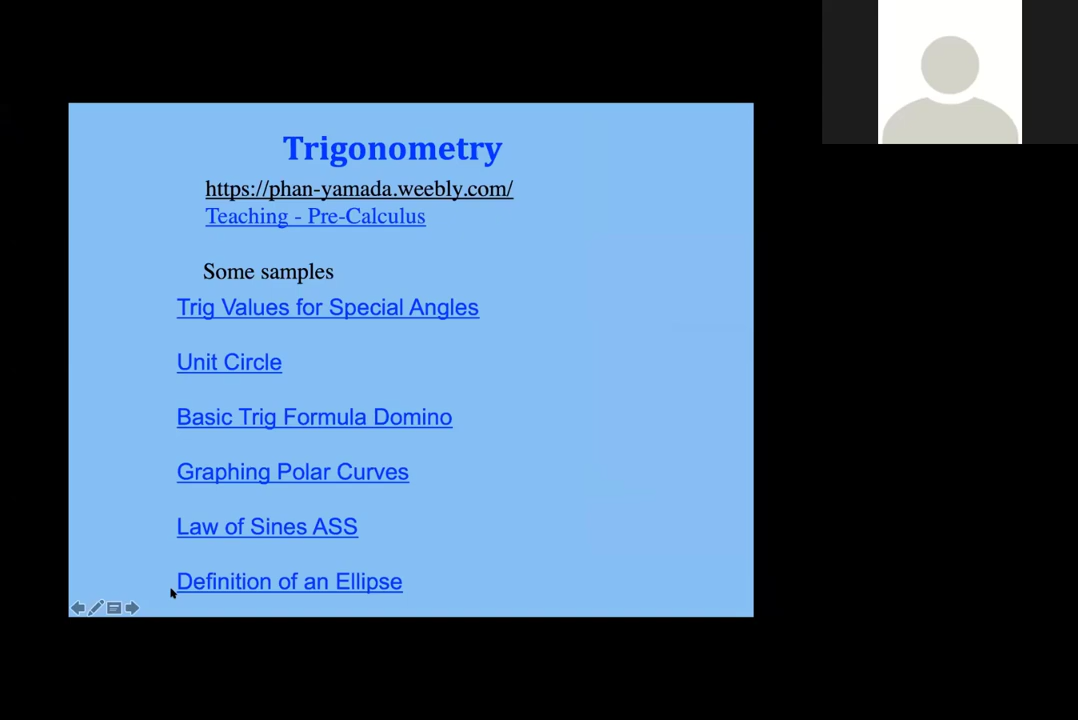 Trigonometry
https://phan-yamada.weebly.com/
Teaching - Pre-Calculus
Some samples
Trig Values for Special Angles
Unit Circle
Basic Trig Formula Domino
Graphing Polar Curves
Law of Sines ASS
Definition of an Ellipse